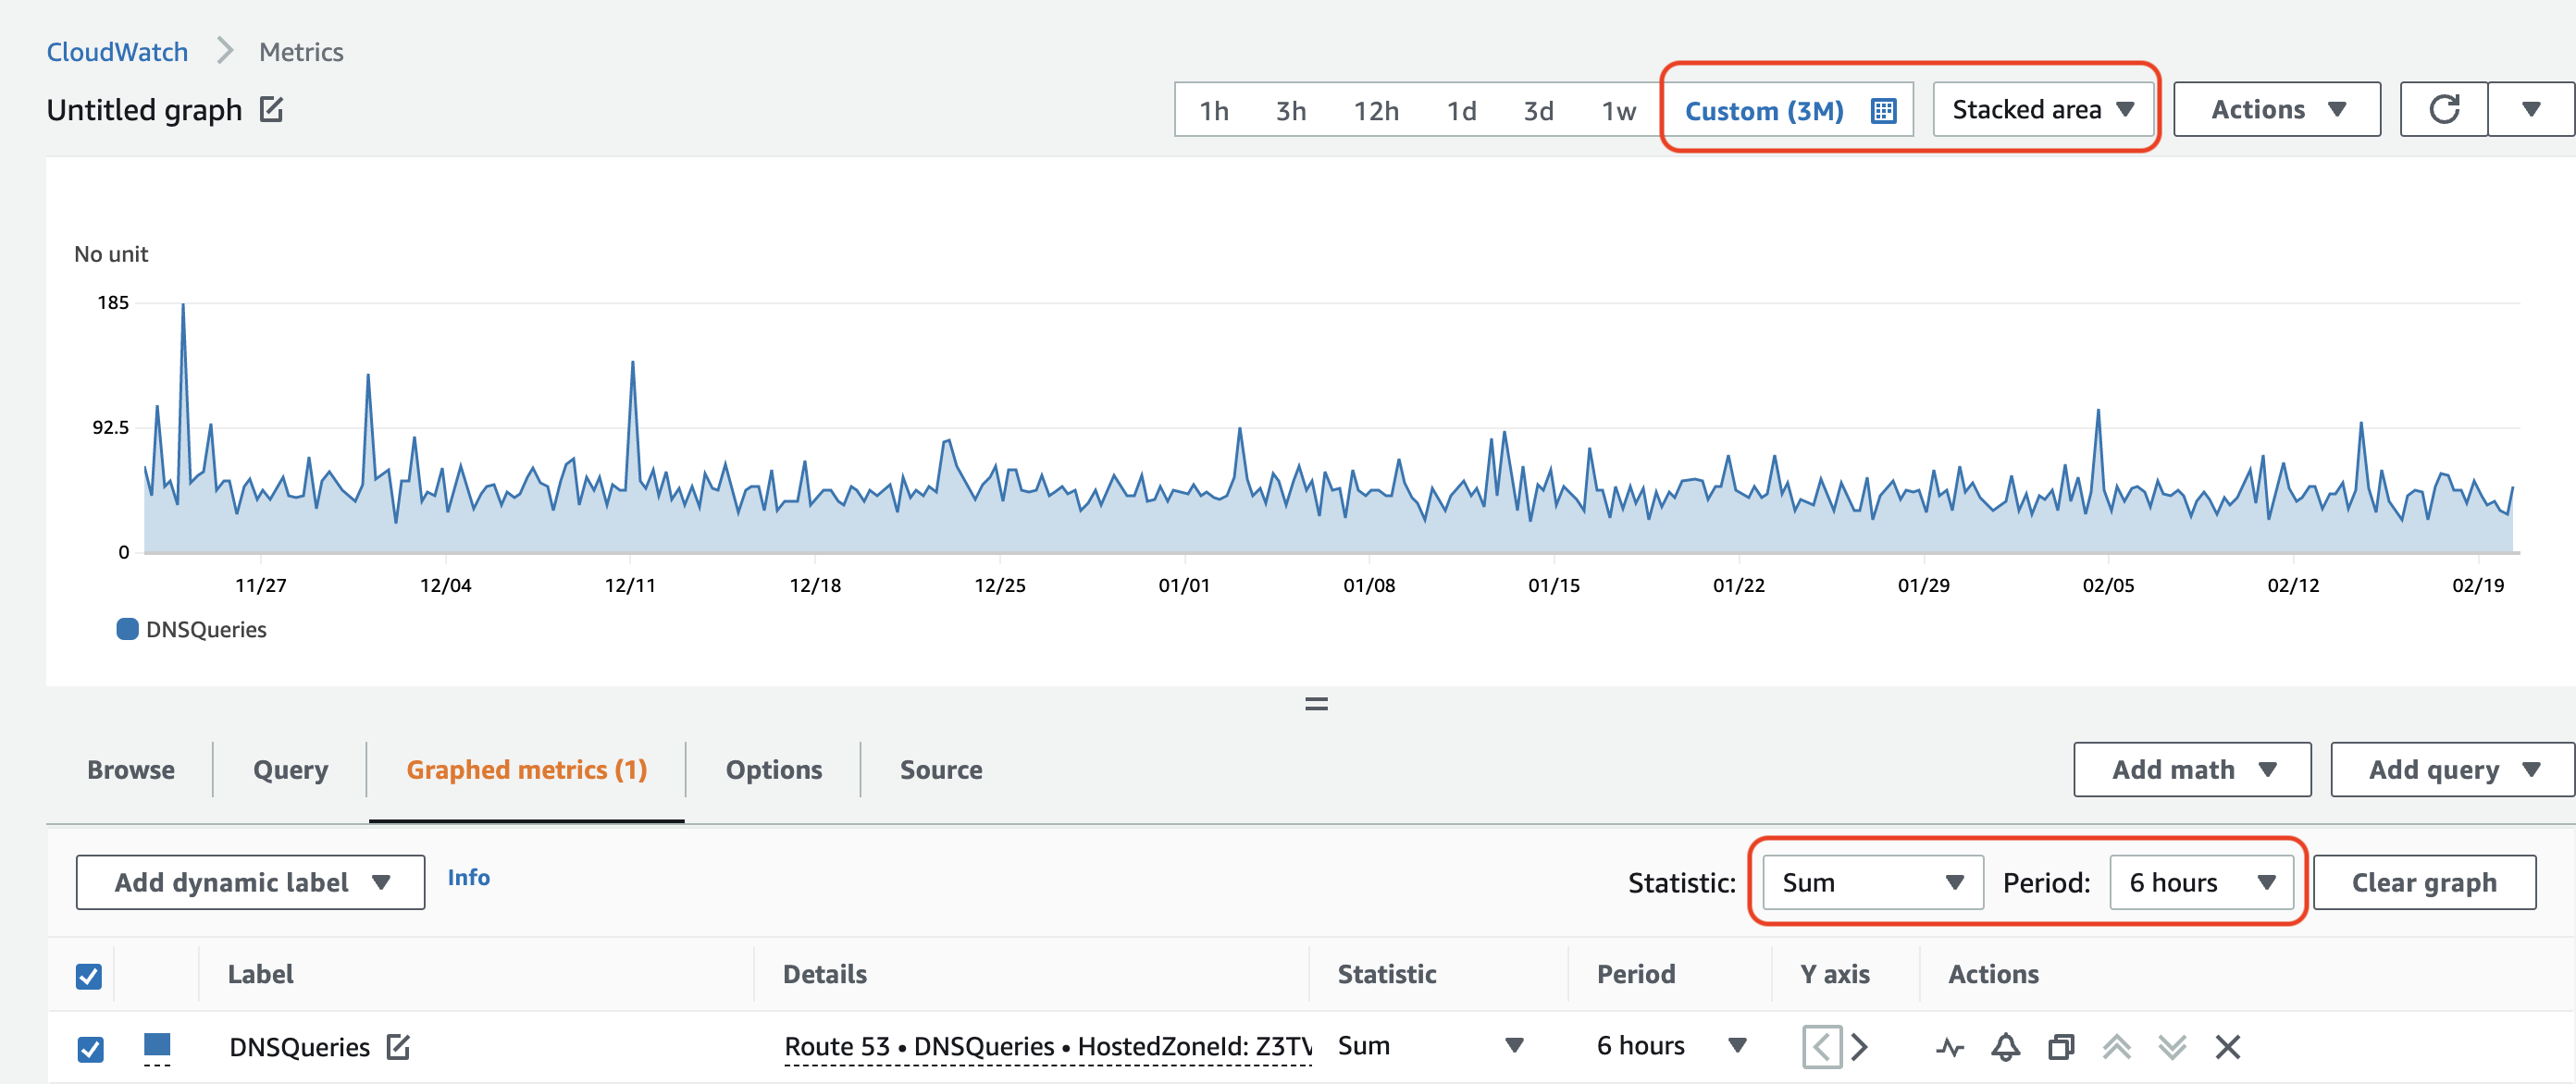 CloudWatch Metrics
Untitled graph
1h 3h 12h 1d 3d 1w Custom (3M) Stacked area Actions
No unit
185
92.5
0
11/27 12/04 12/11 12/18 12/25 01/01 01/08 01/15 01/22 01/29 02/05 02/12 02/19
DNSQueries
Browse Query Graphed metrics (1) Options Source Add math Add query
Add dynamic label Info Statistic: Sum Period: 6 hours Clear graph
Label Details Statistic Period Y axis Actions
DNSQueries Route 53 • DNSQueries • HostedZoneId: Z3TV Sum 6 hours